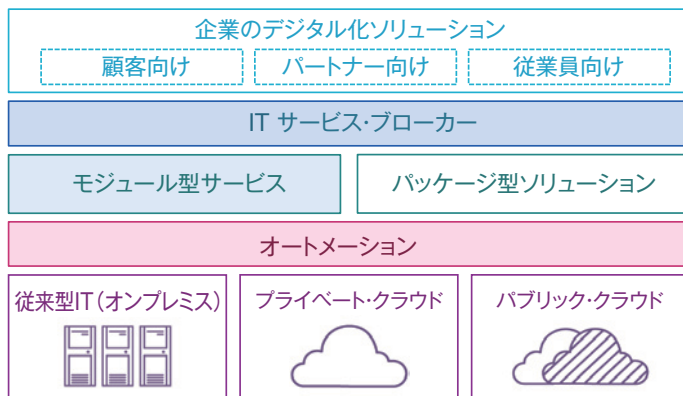 企業のデジタル化ソリューション
顧客向け
パートナー向け
従業員向け
IT サービス・ブローカー
モジュール型サービス
パッケージ型ソリューション
オートメーション
従来型IT（オンプレミス）
プライベート・クラウド
パブリック・クラウド